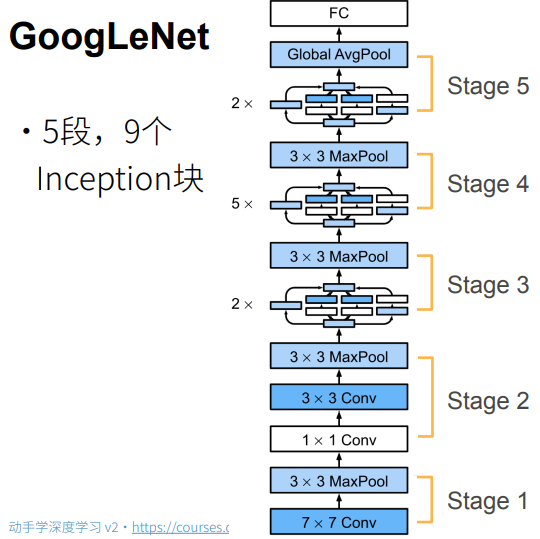 GoogLeNet
· 5段，9个
Inception块
FC
Global AvgPool
2 ×
Stage 5
3 × 3 MaxPool
5 ×
Stage 4
3 × 3 MaxPool
2 ×
Stage 3
3 × 3 MaxPool
3 × 3 Conv
1 × 1 Conv
Stage 2
3 × 3 MaxPool
7 × 7 Conv
Stage 1
动手学深度学习 v2 · https://courses.d